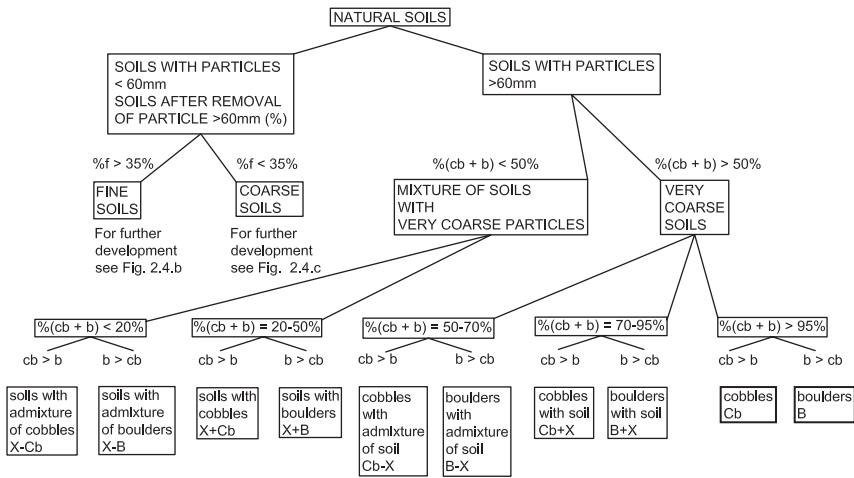 NATURAL SOILS
SOILS WITH PARTICLES
< 60mm
SOILS AFTER REMOVAL
OF PARTICLE >60mm (%)
SOILS WITH PARTICLES
>60mm
%f > 35%
%f < 35%
%(cb + b) < 50%
%(cb + b) > 50%
FINE
SOILS
COARSE
SOILS
MIXTURE OF SOILS
WITH
VERY COARSE PARTICLES
VERY
COARSE
SOILS
For further
development
see Fig. 2.4.b
For further
development
see Fig. 2.4.c
%(cb + b) < 20%
%(cb + b) = 20-50%
%(cb + b) = 50-70%
%(cb + b) = 70-95%
%(cb + b) > 95%
cb > b
b > cb
cb > b
b > cb
cb > b
b > cb
cb > b
b > cb
cb > b
b > cb
soils with
admixture
of cobbles
X-Cb
soils with
admixture
of boulders
X-B
soils with
cobbles
X+Cb
soils with
boulders
X+B
cobbles
with
admixture
of soil
Cb-X
boulders
with
admixture
of soil
B-X
cobbles
with soil
Cb+X
boulders
with soil
B+X
cobbles
Cb
boulders
B